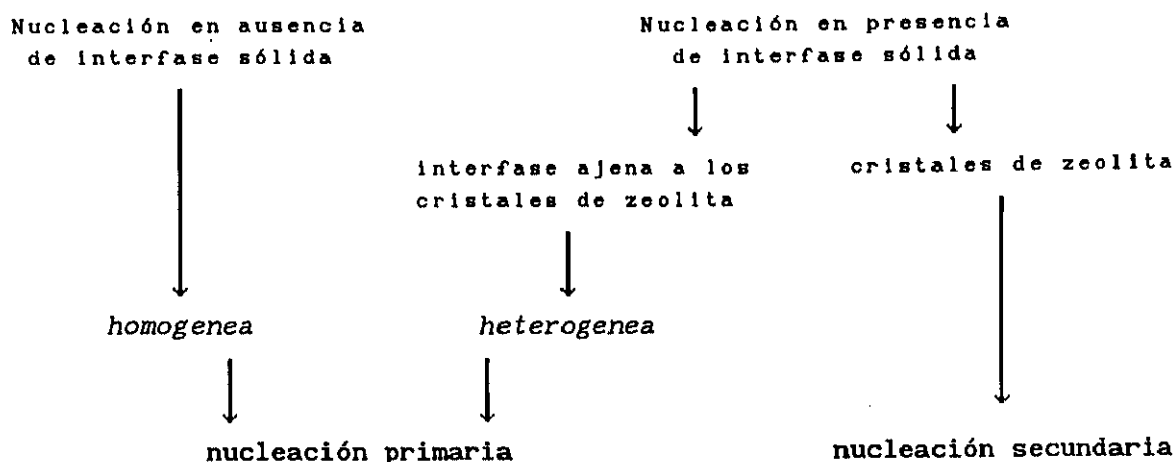 Nucleación en ausencia
de interfase sólida
Nucleación en presencia
de interfase sólida
interfase ajena a los
cristales de zeolita
cristales de zeolita
homogenea
heterogenea
nucleación primaria
nucleación secundaria